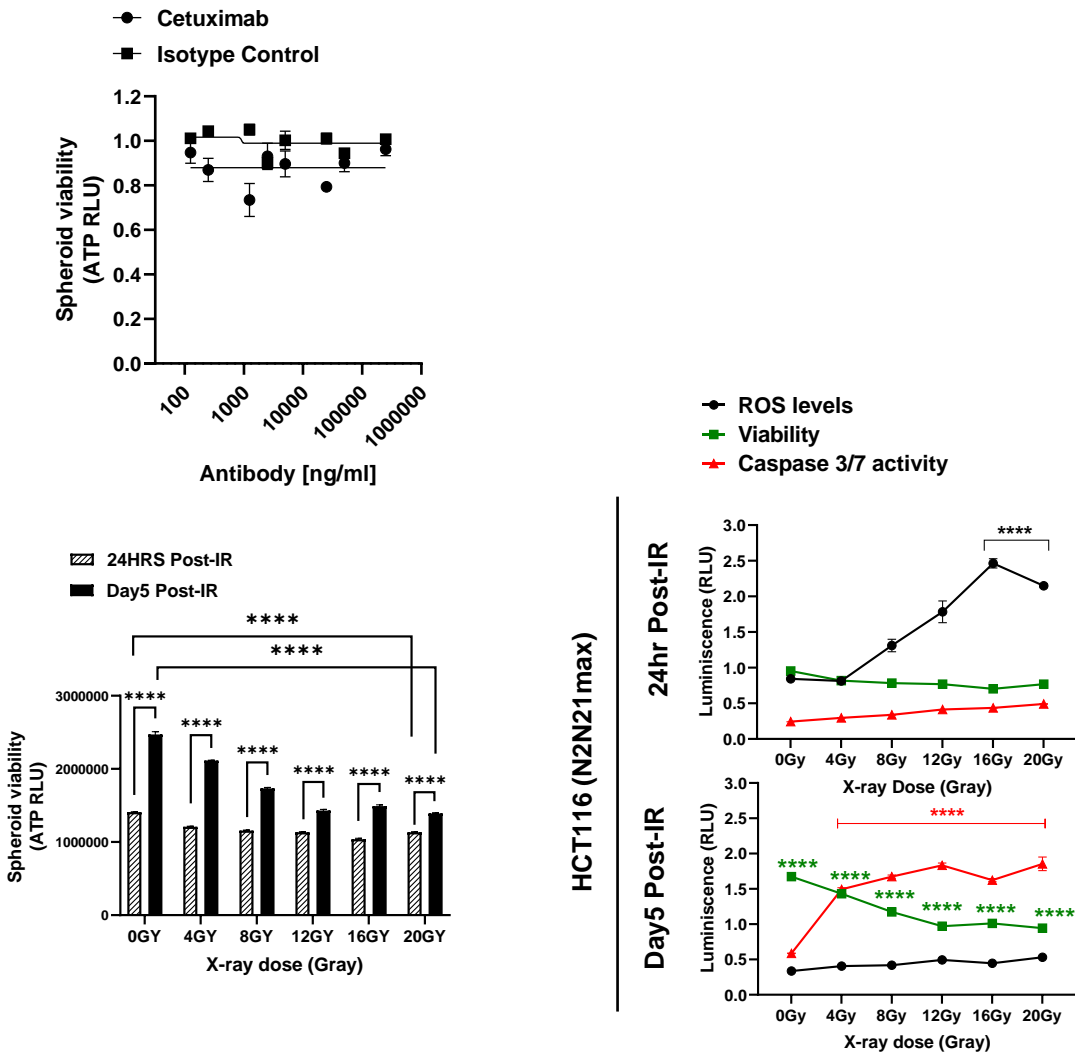 Cetuximab
Isotype Control
1.2
1.0
0.8
0.6
0.4
0.2
0.0
Spheroid viability
(ATP RLU)
100
1000
10000
100000
1000000
Antibody [ng/ml]
24HRS Post-IR
Day5 Post-IR
****
****
3000000
2000000
1000000
0
Spheroid viability
(ATP RLU)
****
****
****
****
****
****
0GY
4GY
8GY
12GY
16GY
20GY
X-ray dose (Gray)
ROS levels
Viability
Caspase 3/7 activity
HCT116 (N2N21max)
24hr Post-IR
Luminiscence (RLU)
3.0
2.5
2.0
1.5
1.0
0.5
0.0
****
0Gy
4Gy
8Gy
12Gy
16Gy
20Gy
X-ray Dose (Gray)
Day5 Post-IR
Luminiscence (RLU)
3.0
2.5
2.0
1.5
1.0
0.5
0.0
****
****
****
****
****
****
****
0Gy
4Gy
8Gy
12Gy
16Gy
20Gy
X-ray dose (Gray)